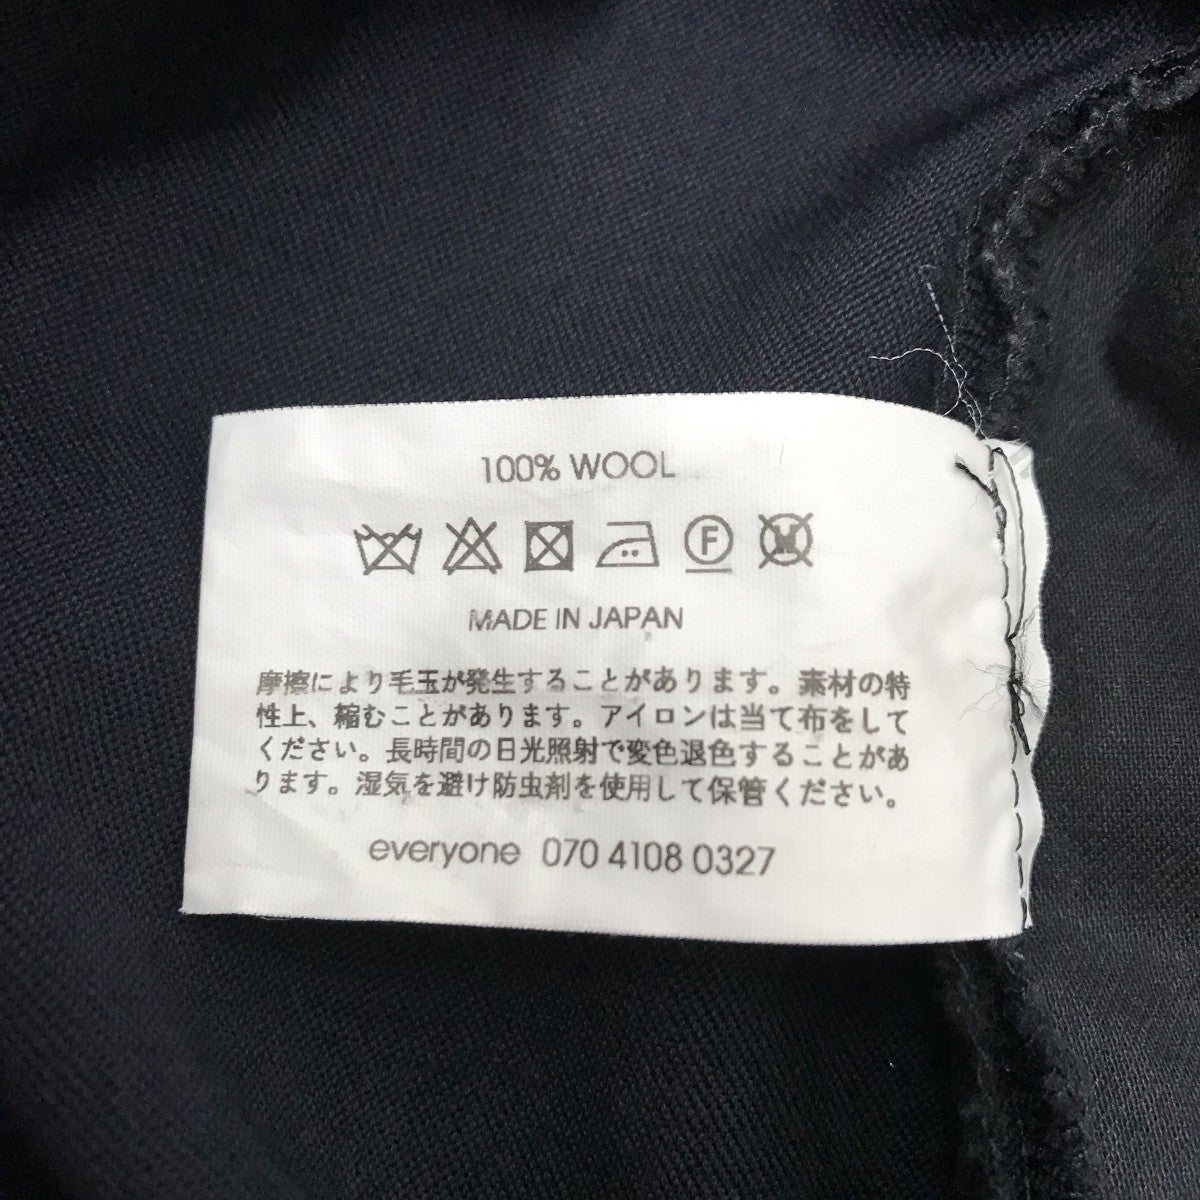 100% WOOL
F
W
MADE IN JAPAN
摩擦により毛玉が発生することがあります。素材の特
性上、縮むことがあります。アイロンは当て布をして
ください。長時間の日光照射で変色退色することがあ
ります。湿気を避け防虫剤を使用して保管ください。
everyone 070 4108 0327